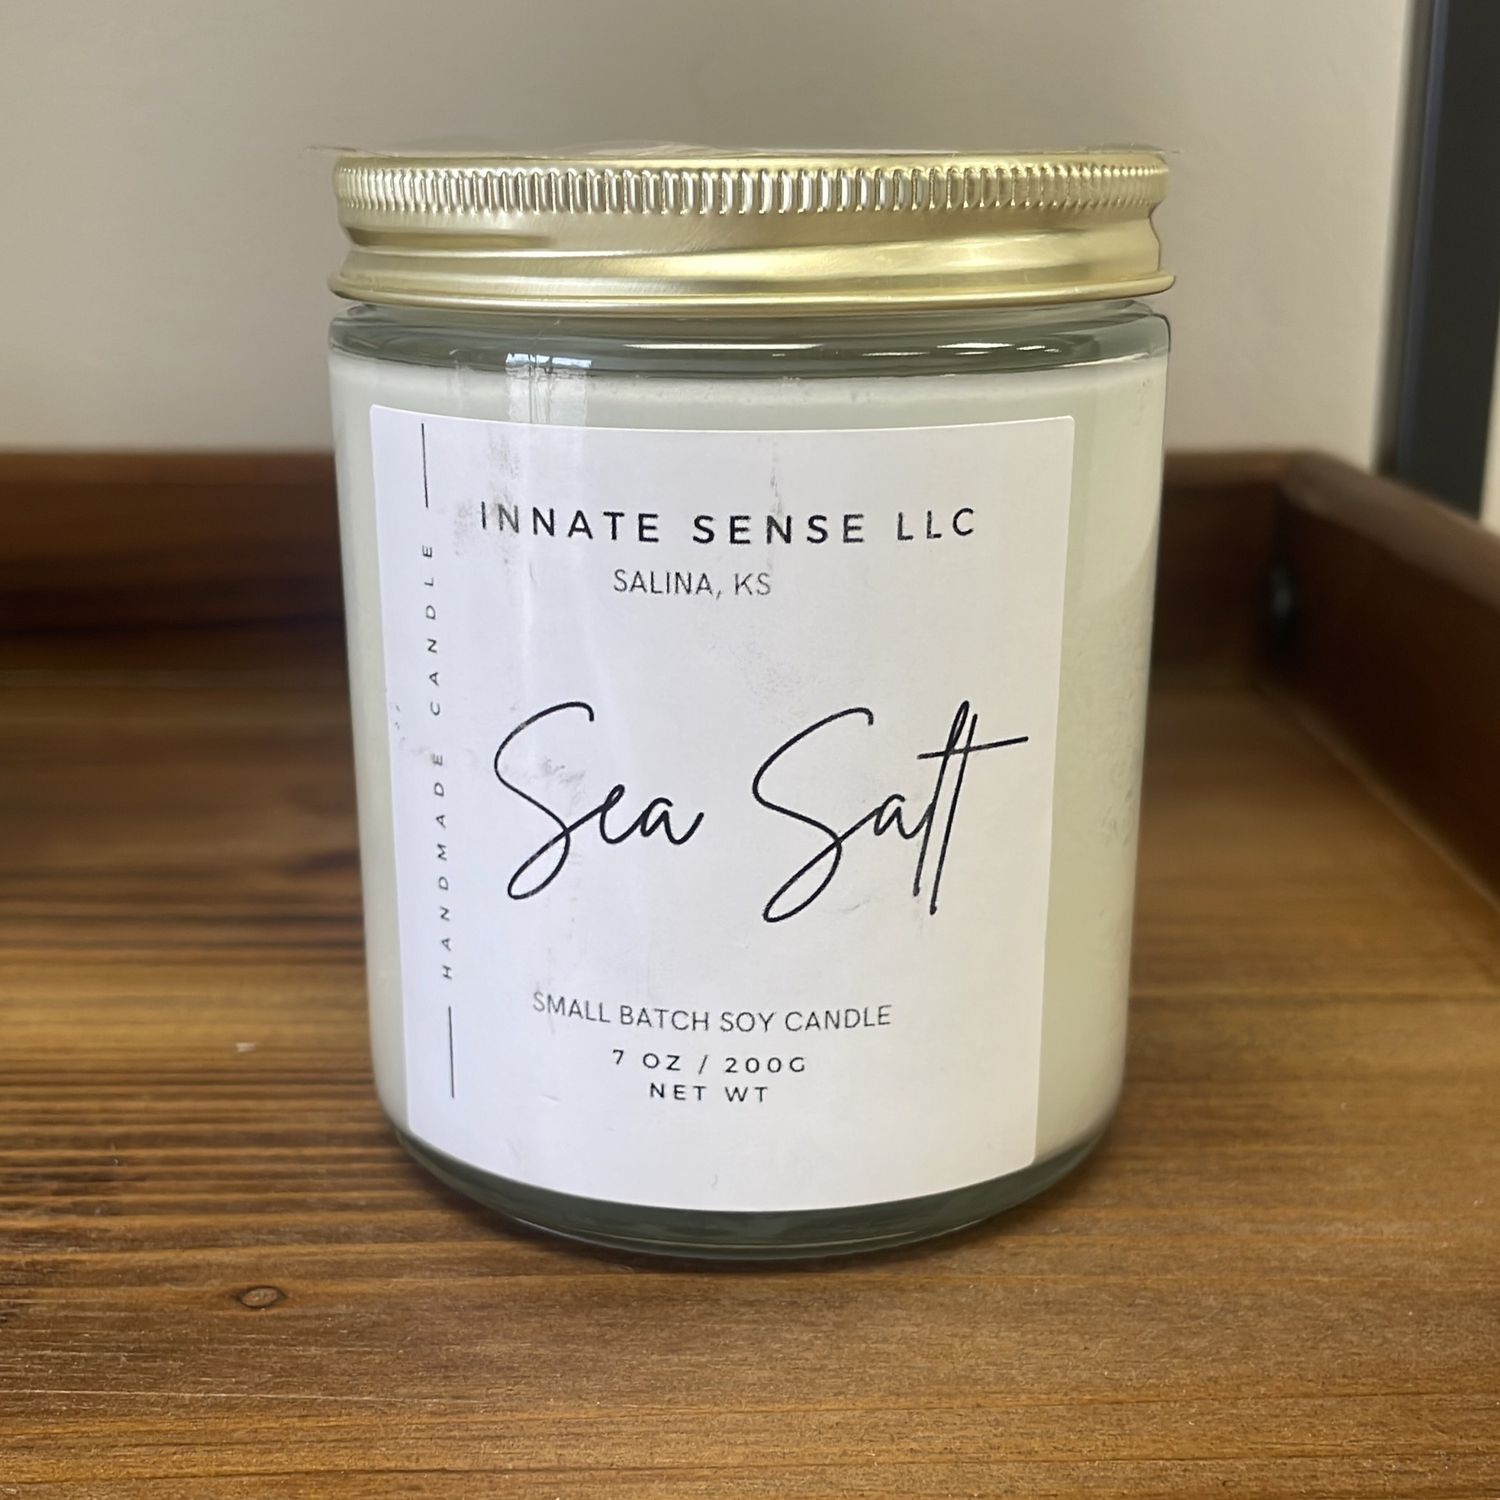 INNATE SENSE LLC
SALINA, KS
HANDMADE CANDLE
Sea Salt
SMALL BATCH SOY CANDLE
7 OZ / 200G
NET WT